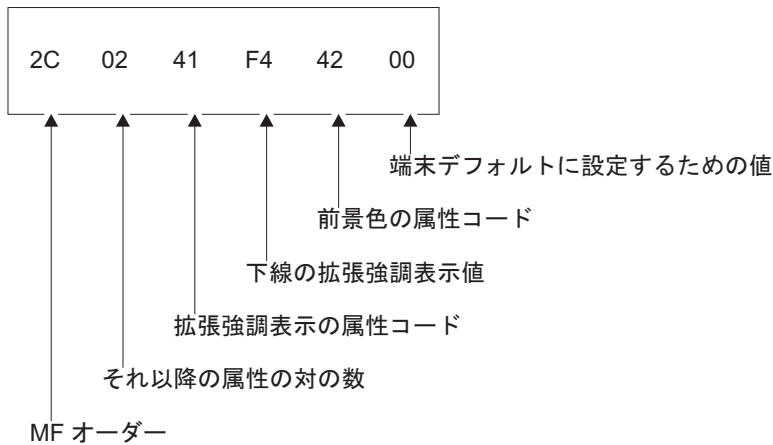 2C 02 41 F4 42 00
端末デフォルトに設定するための値
前景色の属性コード
下線の拡張強調表示値
拡張強調表示の属性コード
それ以降の属性の対の数
MF オーダー